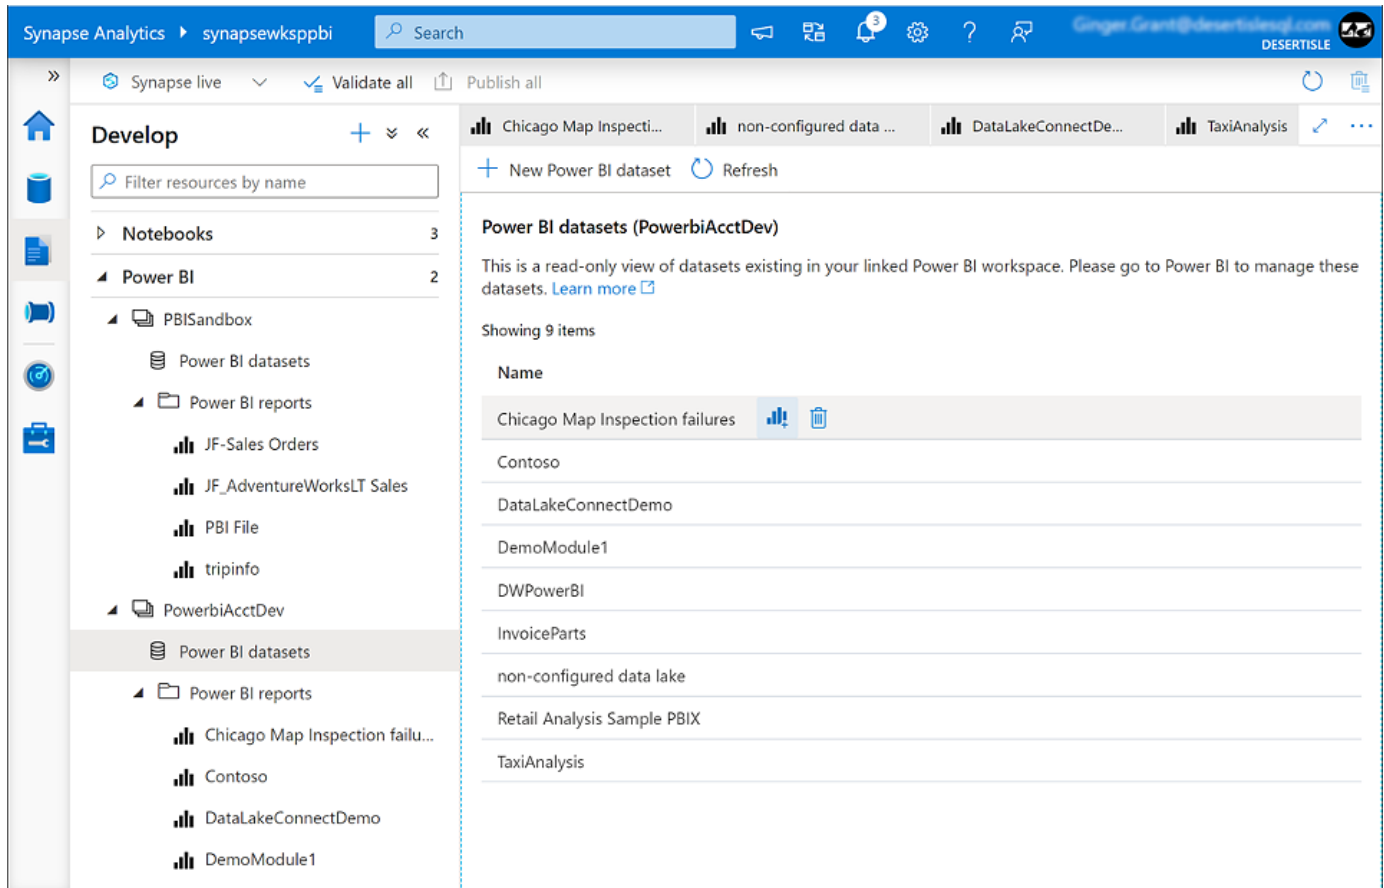 Synapse Analytics synapsewksppbi Search 3
DESERTISLE
Synapse live Validate all Publish all
Develop
Filter resources by name
Notebooks 3
Power BI 2
PBISandbox
Power BI datasets
Power BI reports
JF-Sales Orders
JF_AdventureWorksLT Sales
PBI File
tripinfo
PowerbiAcctDev
Power BI datasets
Power BI reports
Chicago Map Inspection failu...
Contoso
DataLakeConnectDemo
DemoModule1
Chicago Map Inspecti... non-configured data ... DataLakeConnectDe... TaxiAnalysis
New Power BI dataset Refresh
Power BI datasets (PowerbiAcctDev)
This is a read-only view of datasets existing in your linked Power BI workspace. Please go to Power BI to manage these
datasets. Learn more
Showing 9 items
Name
Chicago Map Inspection failures
Contoso
DataLakeConnectDemo
DemoModule1
DWPowerBI
InvoiceParts
non-configured data lake
Retail Analysis Sample PBIX
TaxiAnalysis